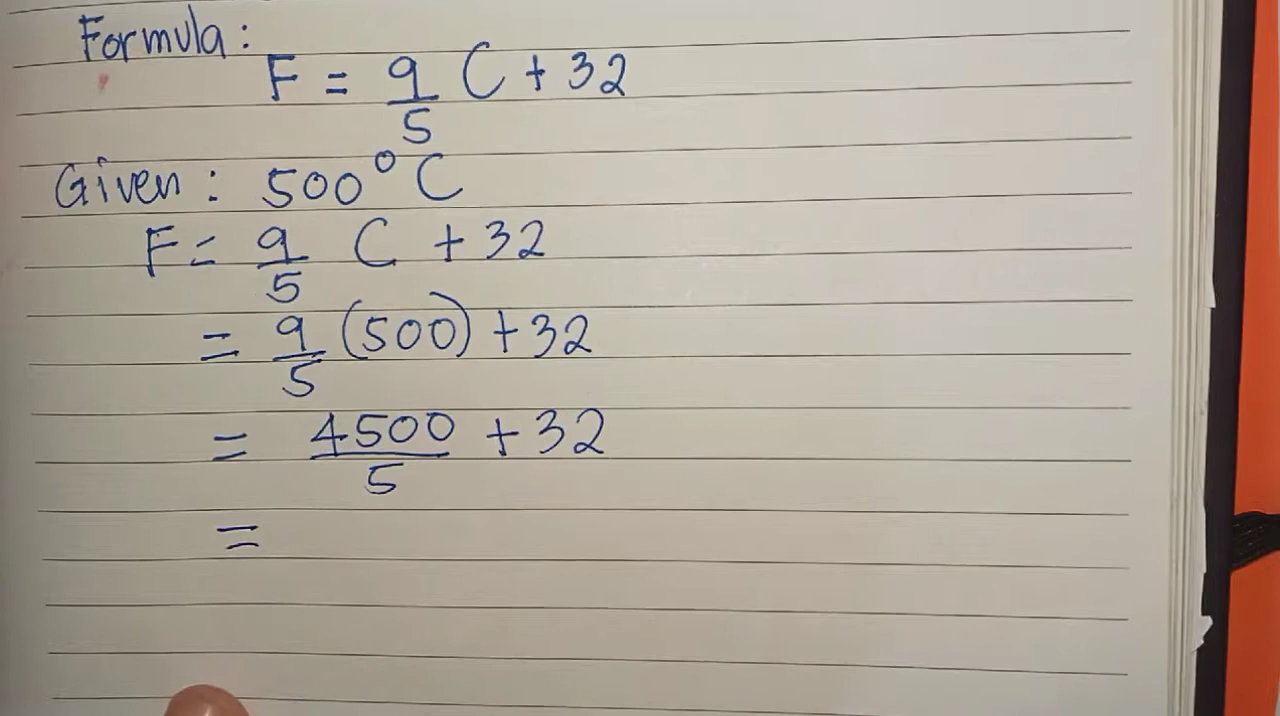 Formula:
F = 9/5 C + 32
Given: 500°C
F = 9/5 C + 32
= 9/5 (500) + 32
= 4500/5 + 32
=